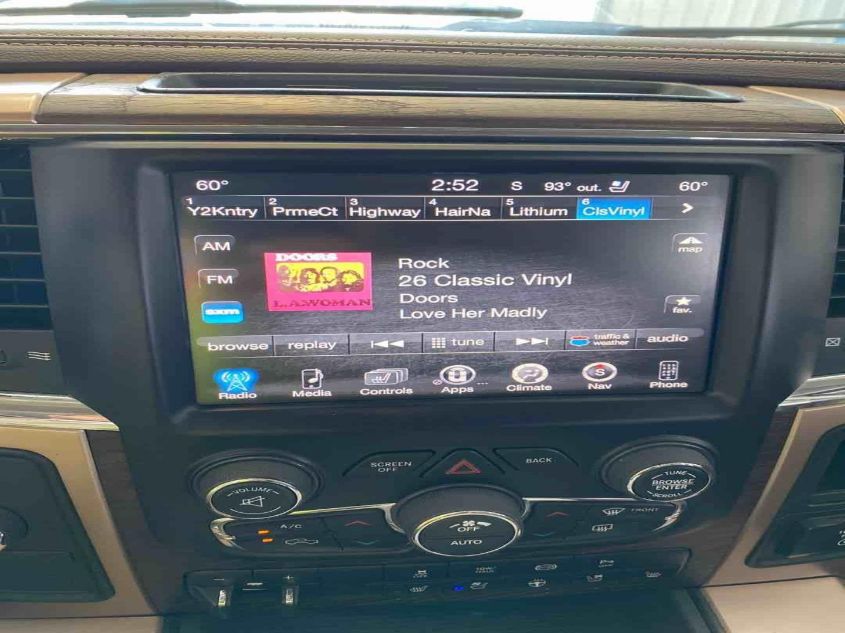 60° 2:52 S 93° out. 60°
1 Y2Kntry 2 PrmeCt 3 Highway 4 HairNa 5 Lithium 6 ClsVinyl >
AM
map
DOORS
L.A.WOMAN
Rock
FM
26 Classic Vinyl
Doors
fav.
sxm
Love Her Madly
browse replay tune traffic & weather audio
Radio Media Controls Apps Climate Nav Phone
SCREEN OFF
BACK
VOLUME
TUNE
BROWSE
ENTER
SCROLL
A/C
OFF
AUTO
FRONT